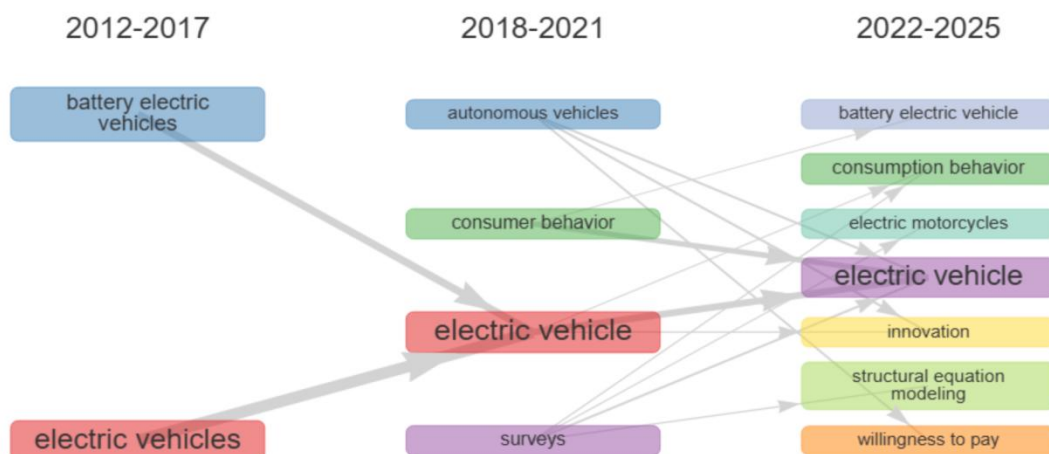 2012-2017
2018-2021
2022-2025
battery electric
vehicles
electric vehicles
autonomous vehicles
consumer behavior
electric vehicle
surveys
battery electric vehicle
consumption behavior
electric motorcycles
electric vehicle
innovation
structural equation
modeling
willingness to pay